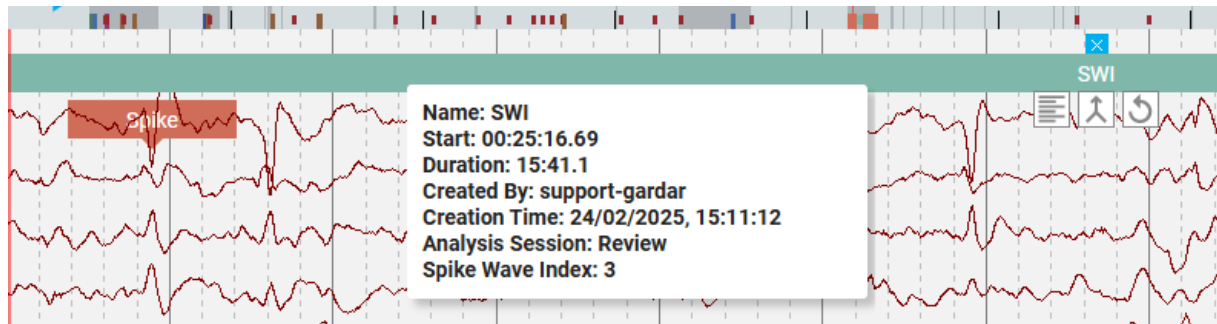 SWI
Spike
Name: SWI
Start: 00:25:16.69
Duration: 15:41.1
Created By: support-gardar
Creation Time: 24/02/2025, 15:11:12
Analysis Session: Review
Spike Wave Index: 3